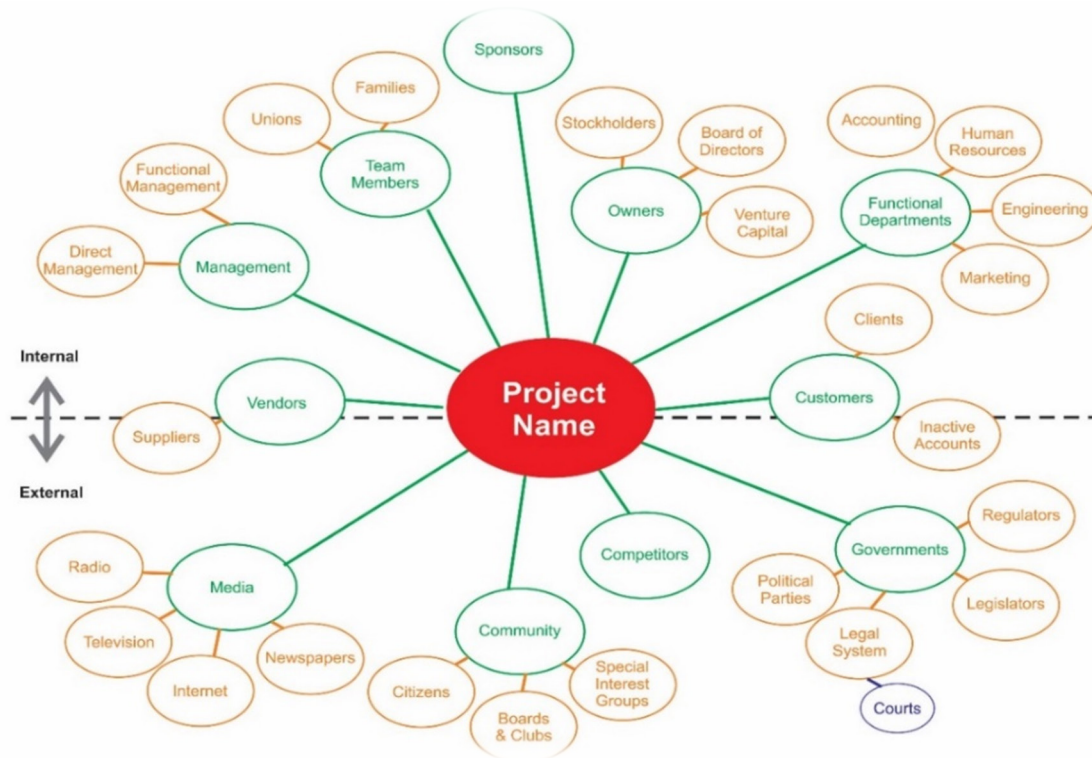 Sponsors
Families
Unions
Team
Members
Stockholders
Board of
Directors
Owners
Venture
Capital
Accounting
Human
Resources
Functional
Departments
Engineering
Marketing
Functional
Management
Direct
Management
Management
Clients
Internal
Vendors
Suppliers
Project
Name
Customers
Inactive
Accounts
External
Radio
Media
Television
Internet
Newspapers
Community
Citizens
Boards
& Clubs
Special
Interest
Groups
Competitors
Governments
Regulators
Political
Parties
Legislators
Legal
System
Courts